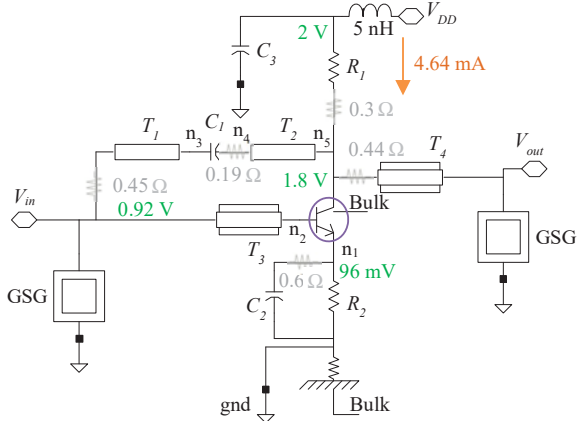 V_DD
5 nH
2 V
C_3
R_1
4.64 mA
0.3 Ω
T_1
n_3
C_1
n_4
T_2
n_5
0.44 Ω
T_4
V_out
0.19 Ω
0.45 Ω
1.8 V
V_in
0.92 V
Bulk
n_2
T_3
n_1
GSG
GSG
96 mV
0.6 Ω
C_2
R_2
gnd
Bulk